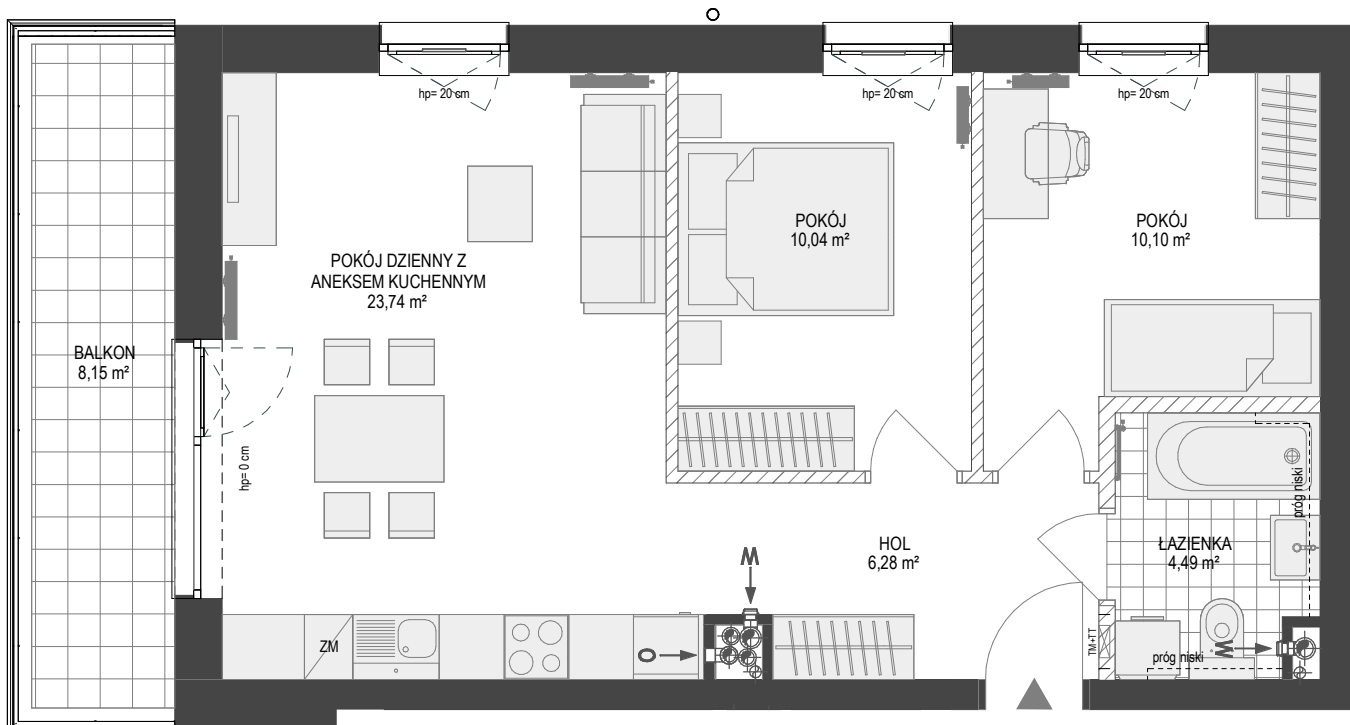 hp= 20 cm
hp= 20 cm
hp= 20 cm
POKÓJ
10,04 m²
POKÓJ
10,10 m²
POKÓJ DZIENNY Z
ANEKSEM KUCHENNYM
23,74 m²
BALKON
8,15 m²
hp= 0 cm
próg niski
HOL
6,28 m²
ŁAZIENKA
4,49 m²
M
ZM
O
TM+TT
M
próg niski